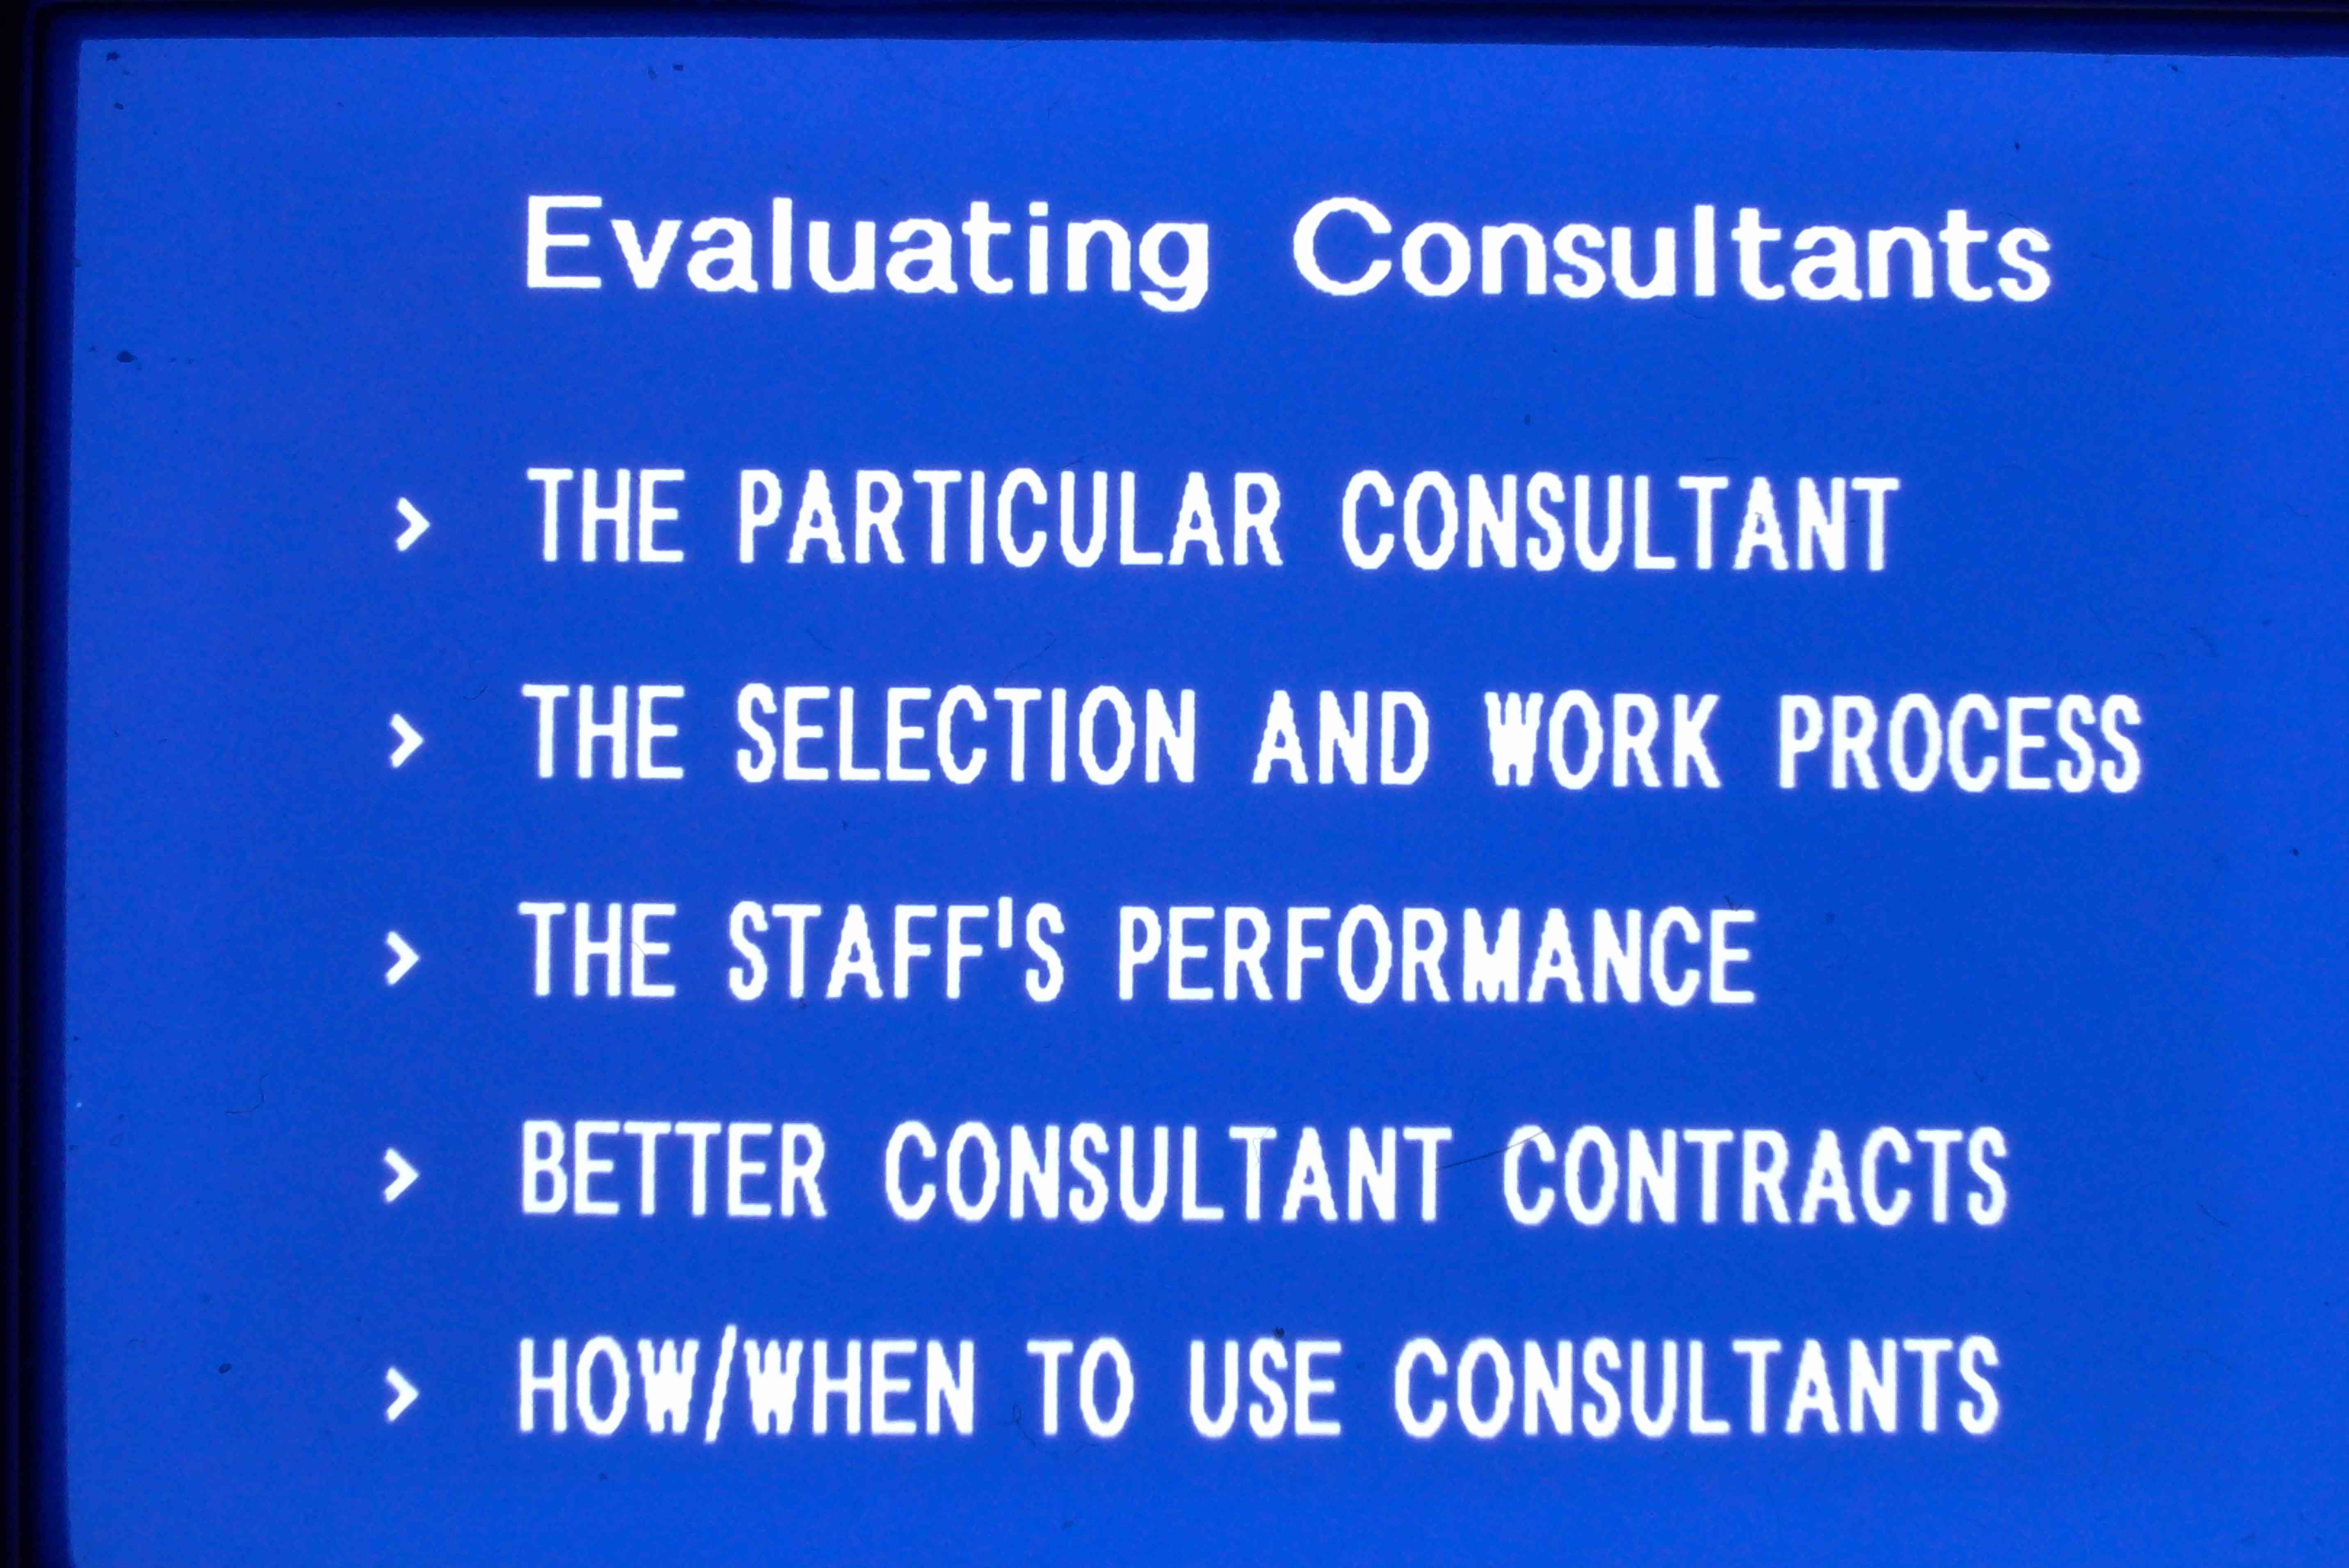 Evaluating Consultants
> THE PARTICULAR CONSULTANT
> THE SELECTION AND WORK PROCESS
> THE STAFF'S PERFORMANCE
> BETTER CONSULTANT CONTRACTS
> HOW/WHEN TO USE CONSULTANTS